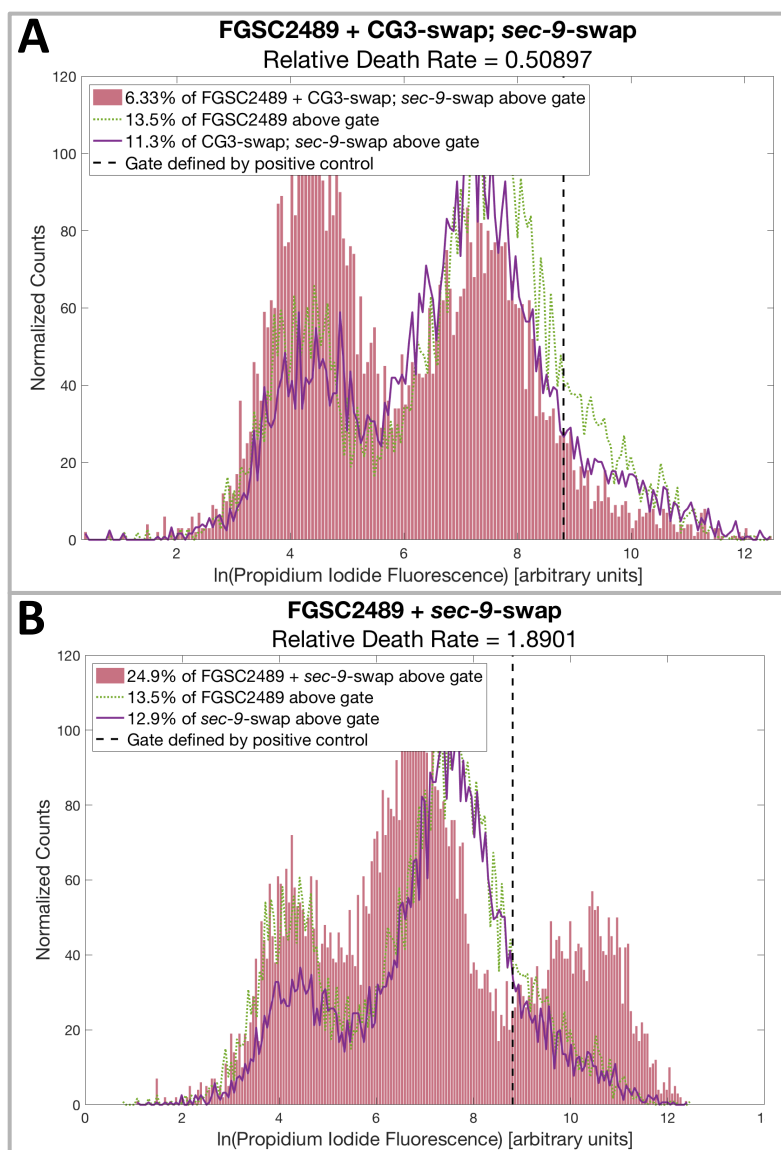 A
FGSC2489 + CG3-swap; sec-9-swap
Relative Death Rate = 0.50897
120
100
80
60
40
20
0
Normalized Counts
6.33% of FGSC2489 + CG3-swap; sec-9-swap above gate
13.5% of FGSC2489 above gate
11.3% of CG3-swap; sec-9-swap above gate
Gate defined by positive control
2 4 6 8 10 12
ln(Propidium Iodide Fluorescence) [arbitrary units]
B
FGSC2489 + sec-9-swap
Relative Death Rate = 1.8901
120
100
80
60
40
20
0
Normalized Counts
24.9% of FGSC2489 + sec-9-swap above gate
13.5% of FGSC2489 above gate
12.9% of sec-9-swap above gate
Gate defined by positive control
0 2 4 6 8 10 12 1
ln(Propidium Iodide Fluorescence) [arbitrary units]